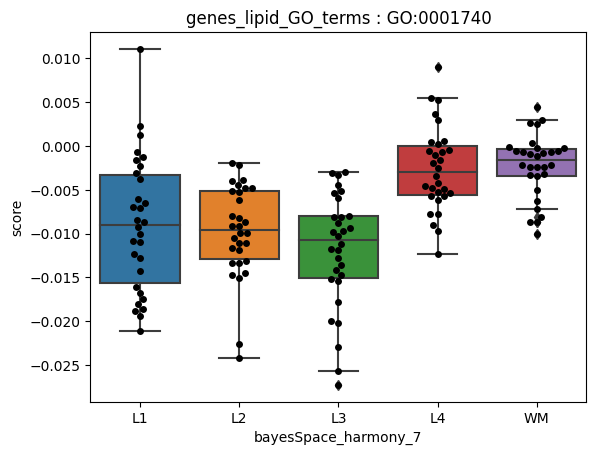 genes_lipid_GO_terms : GO:0001740
0.010
0.005
0.000
−0.005
−0.010
−0.015
−0.020
−0.025
score
L1 L2 L3 L4 WM
bayesSpace_harmony_7